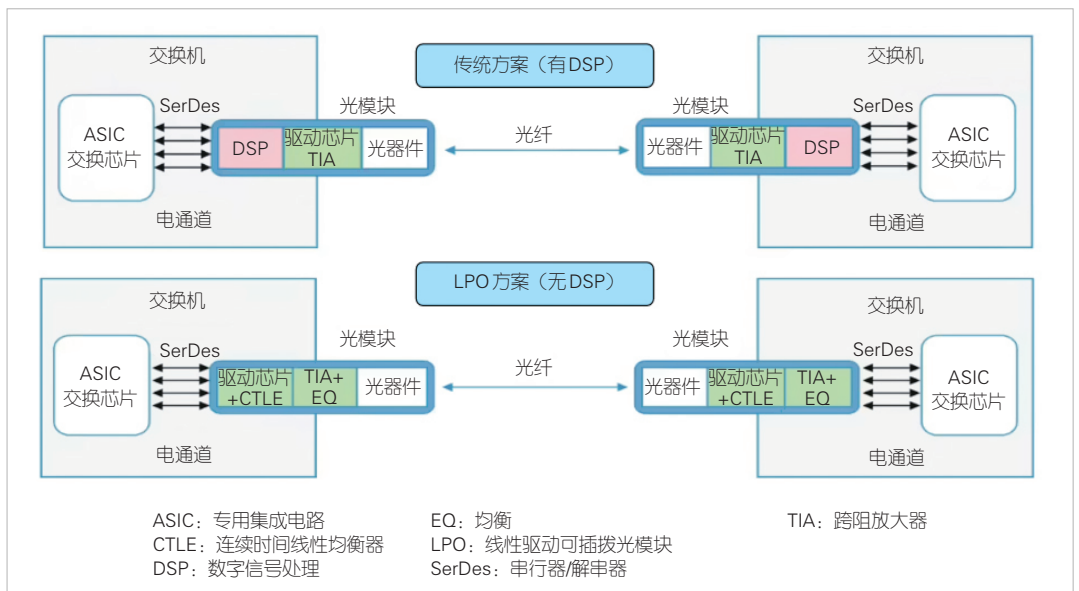 传统方案（有DSP）
交换机
SerDes
光模块
ASIC
交换芯片
DSP
驱动芯片
TIA
光器件
电通道
光纤
交换机
光模块
SerDes
光器件
驱动芯片
TIA
DSP
ASIC
交换芯片
电通道
LPO方案（无DSP）
交换机
SerDes
光模块
ASIC
交换芯片
驱动芯片
+CTLE
TIA+
EQ
光器件
电通道
光纤
交换机
光模块
SerDes
光器件
驱动芯片
+CTLE
TIA+
EQ
ASIC
交换芯片
电通道
ASIC：专用集成电路
CTLE：连续时间线性均衡器
DSP：数字信号处理
EQ：均衡
LPO：线性驱动可插拨光模块
SerDes：串行器/解串器
TIA：跨阻放大器